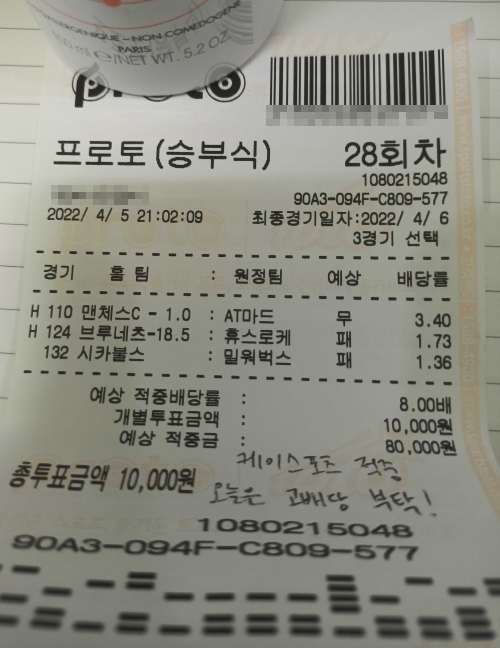 HYPOALLERGENIQUE - NON COMEDOGENE
PARIS
150 ml ℮/NET WT. 5.2 OZ.
proto
프로토 (승부식) 28회차
1080215048
90A3-094F-C809-577
2022/ 4/ 5 21:02:09 최종경기일자:2022/ 4/ 6
3경기 선택
경기 홈 팀 : 원정팀 예상 배당률
H 110 맨체스C - 1.0 : AT마드 무 3.40
H 124 브루네츠-18.5 : 휴스로케 패 1.73
132 시카불스 : 밀워벅스 패 1.36
예상 적중배당률 : 8.00배
개별투표금액 : 10,000원
예상 적중금 : 80,000원
케이스포츠 적중
총투표금액 10,000원
오늘은 고배당 부탁!
1080215048
90A3-094F-C809-577